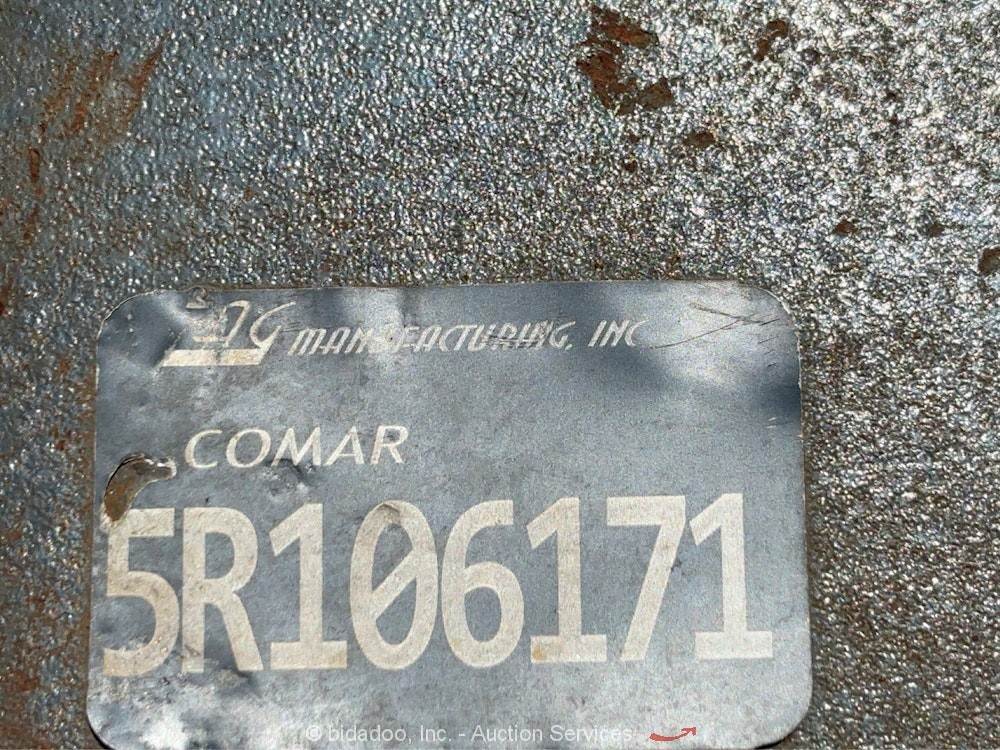 MANUFACTURING, INC
COMAR
5R106171
© bidadoo, Inc. - Auction Services